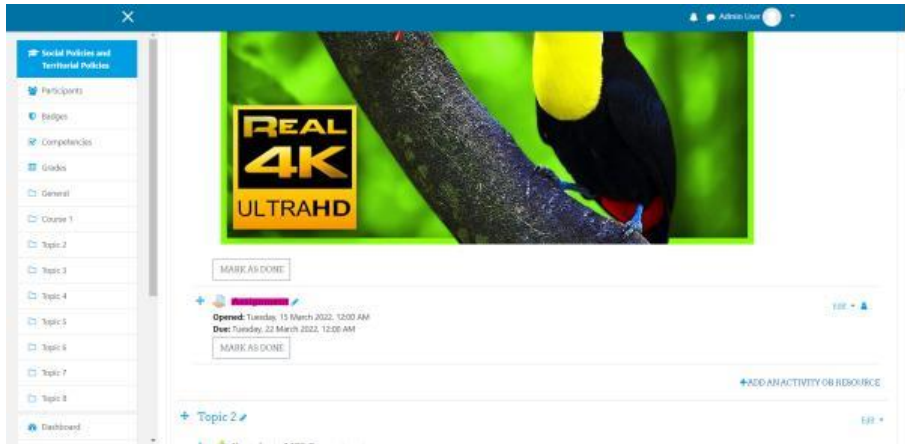 Admin User
Social Policies and
Territorial Policies
Participants
Badges
Competencies
Grades
General
Course 1
Topic 2
Topic 3
Topic 4
Topic 5
Topic 6
Topic 7
Topic 8
Dashboard
REAL
4K
ULTRAHD
MARK AS DONE
Assignment
Edit
Opened: Tuesday, 15 March 2022, 12:00 AM
Due: Tuesday, 22 March 2022, 12:00 AM
MARK AS DONE
+ADD AN ACTIVITY OR RESOURCE
Topic 2
Edit